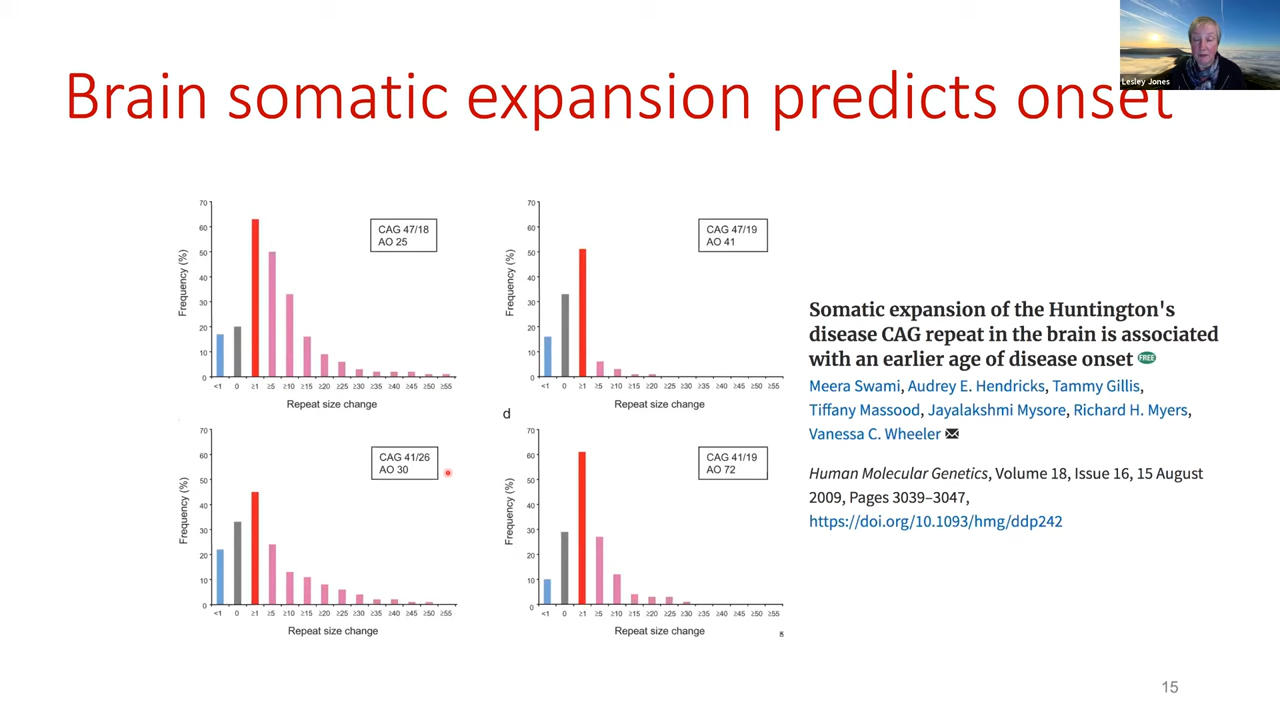 Lesley Jones
Brain somatic expansion predicts onset
70
60
50
40
30
20
10
0
Frequency (%)
CAG 47/18
AO 25
<1 0 ≥1 ≥5 ≥10 ≥15 ≥20 ≥25 ≥30 ≥35 ≥40 ≥45 ≥50 ≥55
Repeat size change
70
60
50
40
30
20
10
0
Frequency (%)
CAG 47/19
AO 41
<1 0 ≥1 ≥5 ≥10 ≥15 ≥20 ≥25 ≥30 ≥35 ≥40 ≥45 ≥50 ≥55
Repeat size change
70
60
50
40
30
20
10
0
Frequency (%)
CAG 41/26
AO 30
<1 0 ≥1 ≥5 ≥10 ≥15 ≥20 ≥25 ≥30 ≥35 ≥40 ≥45 ≥50 ≥55
Repeat size change
d
70
60
50
40
30
20
10
0
Frequency (%)
CAG 41/19
AO 72
<1 0 ≥1 ≥5 ≥10 ≥15 ≥20 ≥25 ≥30 ≥35 ≥40 ≥45 ≥50 ≥55
Repeat size change
Somatic expansion of the Huntington's
disease CAG repeat in the brain is associated
with an earlier age of disease onset FREE
Meera Swami, Audrey E. Hendricks, Tammy Gillis,
Tiffany Massood, Jayalakshmi Mysore, Richard H. Myers,
Vanessa C. Wheeler
Human Molecular Genetics, Volume 18, Issue 16, 15 August
2009, Pages 3039–3047,
https://doi.org/10.1093/hmg/ddp242
15